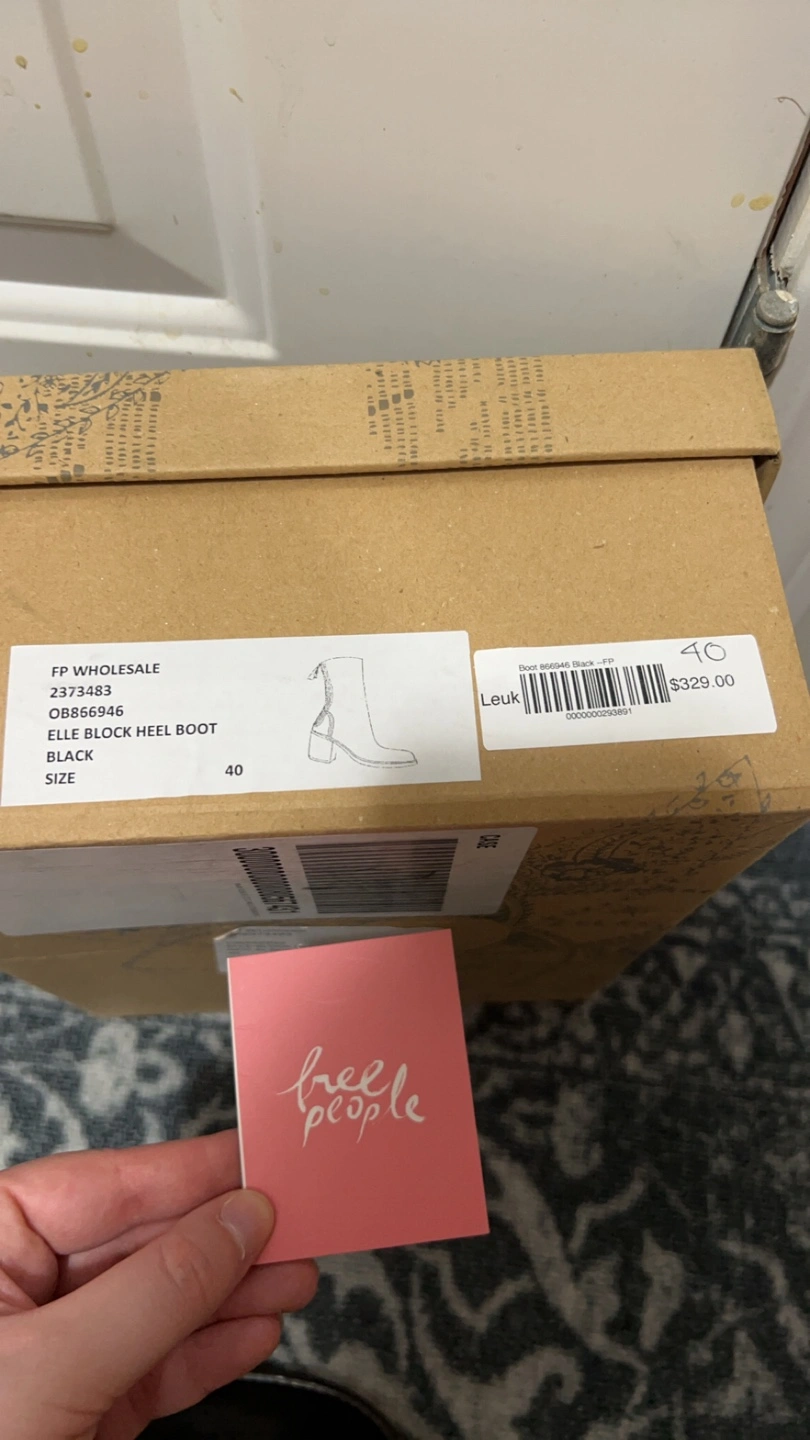 FP WHOLESALE
2373483
OB866946
ELLE BLOCK HEEL BOOT
BLACK
SIZE 40
40
Boot 866946 Black --FP
Leuk $329.00
0000000293891
CASE
free
people